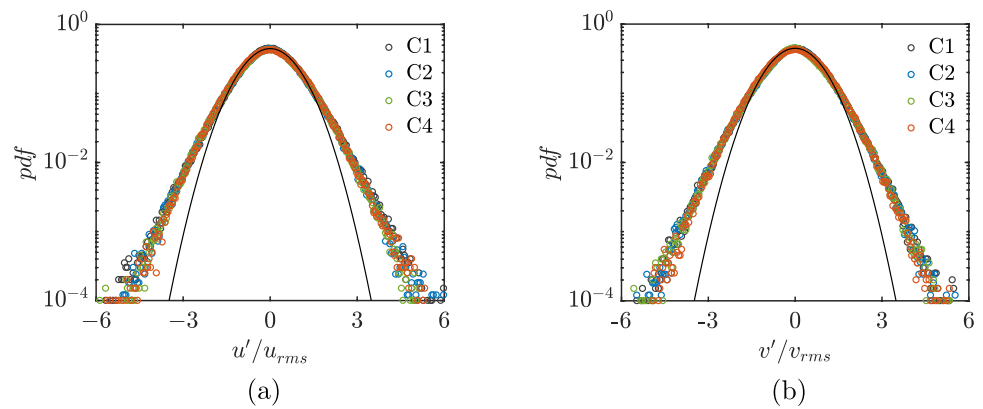 10^0
C1
C2
C3
C4
pdf
10^-2
10^-4
−6
−3
0
3
6
u′/u_rms
(a)
10^0
C1
C2
C3
C4
pdf
10^-2
10^-4
-6
-3
0
3
6
v′/v_rms
(b)